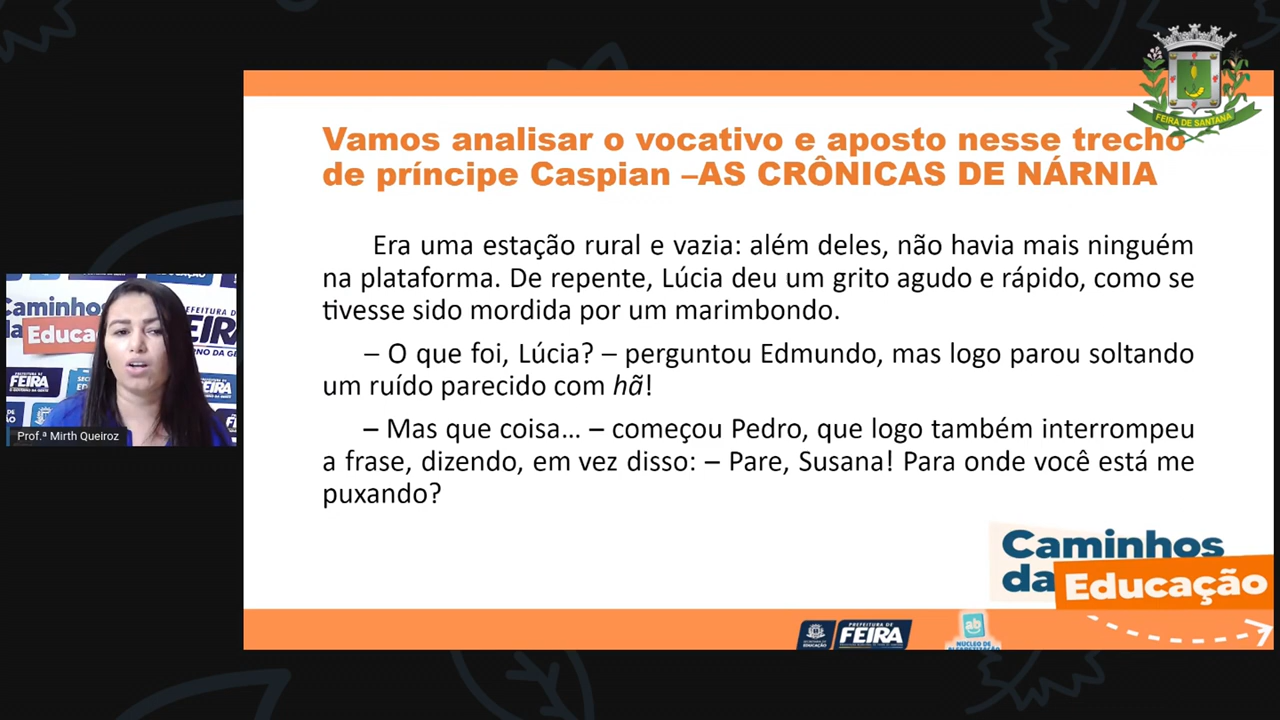 FEIRA DE SANTANA
Vamos analisar o vocativo e aposto nesse trecho
de príncipe Caspian –AS CRÔNICAS DE NÁRNIA
Era uma estação rural e vazia: além deles, não havia mais ninguém
na plataforma. De repente, Lúcia deu um grito agudo e rápido, como se
tivesse sido mordida por um marimbondo.
– O que foi, Lúcia? – perguntou Edmundo, mas logo parou soltando
um ruído parecido com hã!
– Mas que coisa... – começou Pedro, que logo também interrompeu
a frase, dizendo, em vez disso: – Pare, Susana! Para onde você está me
puxando?
Caminhos
da Educação
FEIRA
Prof.ª Mirth Queiroz
Caminhos
da Educação
PREFEITURA DE
FEIRA
ab
NÚCLEO DE